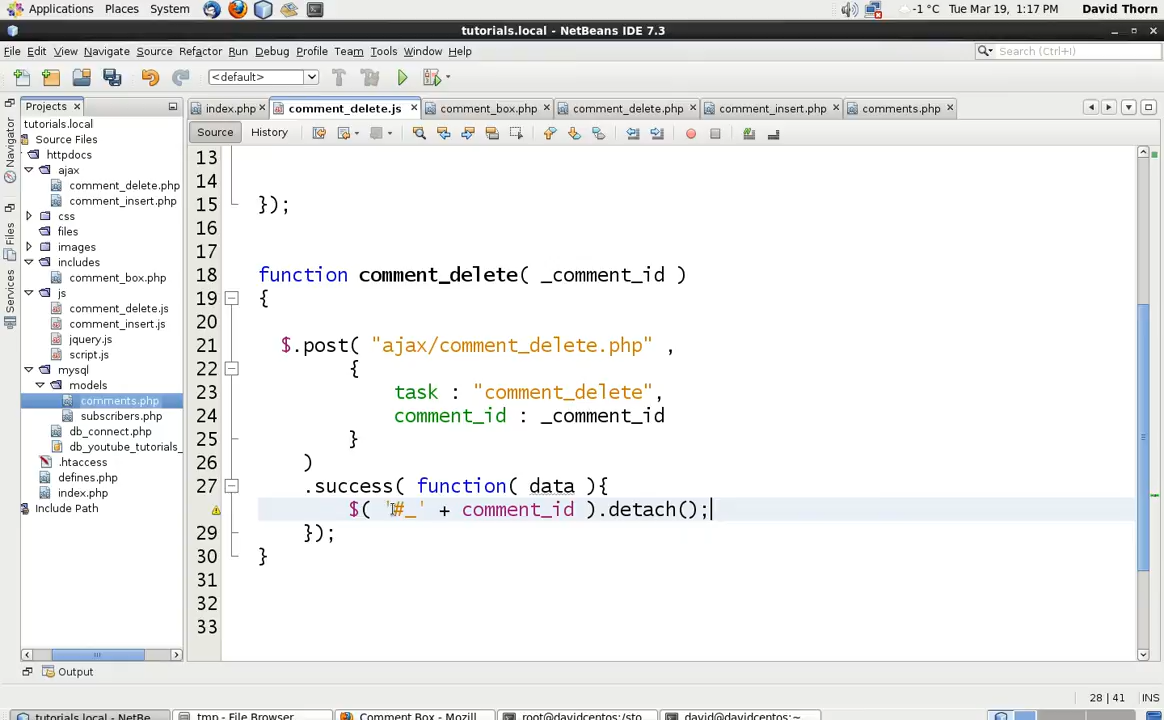 Applications Places System -1 °C Tue Mar 19, 1:17 PM David Thorn
tutorials.local - NetBeans IDE 7.3
File Edit View Navigate Source Refactor Run Debug Profile Team Tools Window Help Search (Ctrl+I)
<default>
Projects index.php comment_delete.js comment_box.php comment_delete.php comment_insert.php comments.php
Source History
Navigator
Files
Services
tutorials.local
Source Files
httpdocs
ajax
comment_delete.php
comment_insert.php
css
files
images
includes
comment_box.php
js
comment_delete.js
comment_insert.js
jquery.js
script.js
mysql
models
comments.php
subscribers.php
db_connect.php
db_youtube_tutorials_
.htaccess
defines.php
index.php
Include Path
13
14
15 });
16
17
18 function comment_delete( _comment_id )
19 {
20
21 $.post( "ajax/comment_delete.php" ,
22 {
23 task : "comment_delete",
24 comment_id : _comment_id
25 }
26 )
27 .success( function( data ){
$( '#_' + comment_id ).detach();
29 });
30 }
31
32
33
Output
28 | 41 INS
tutorials.local - NetBe... tmp - File Browser Comment Box - Mozill... root@davidcentos:/sto... david@davidcentos:~